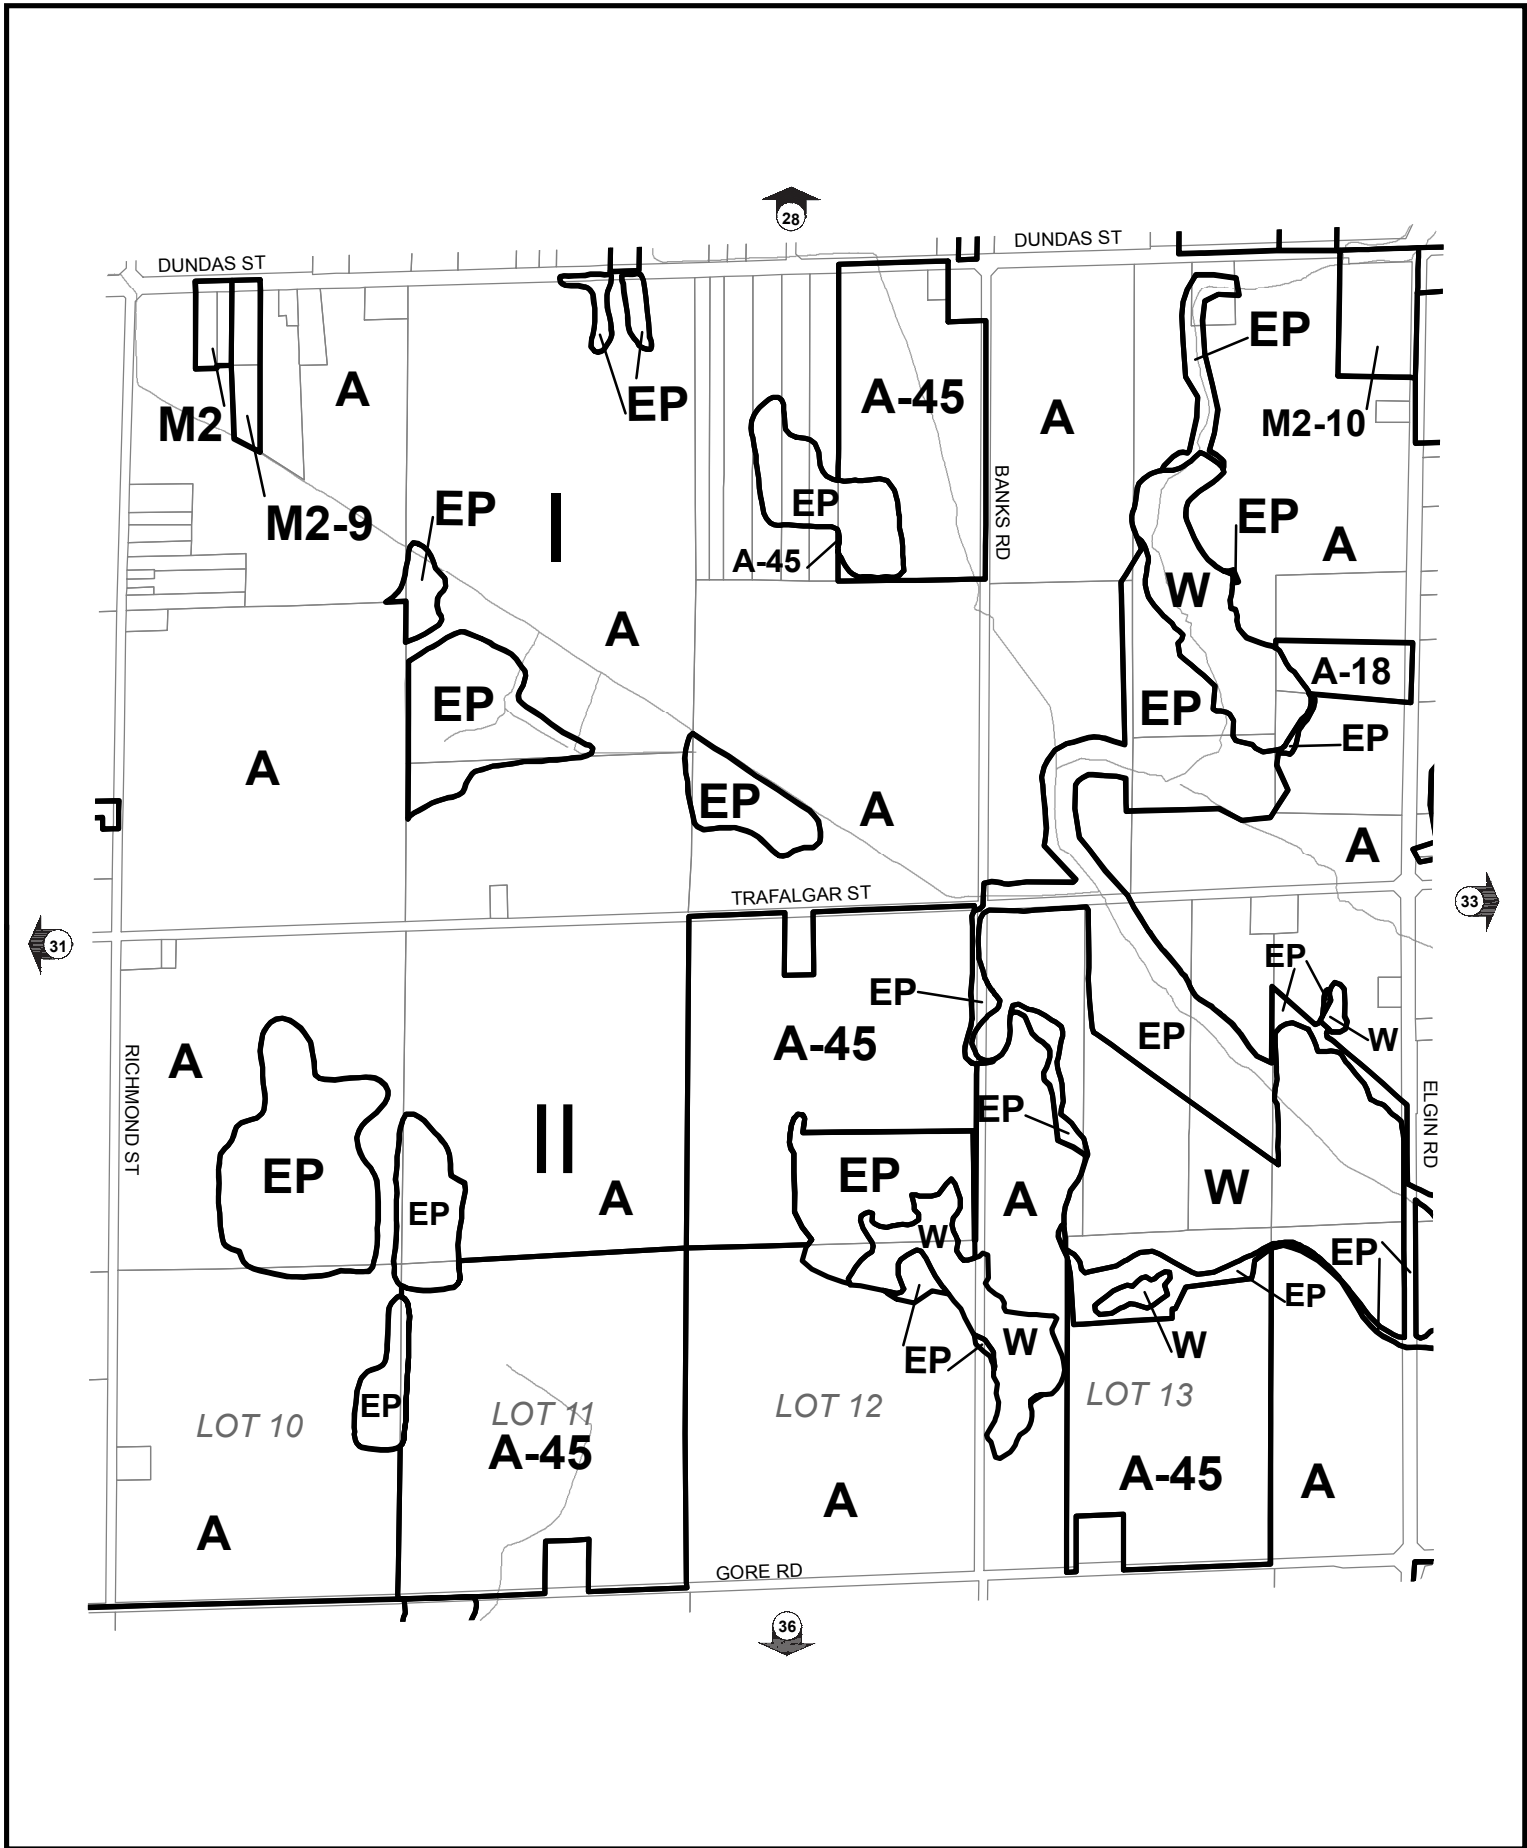 28
DUNDAS ST
DUNDAS ST
EP
A
M2
EP
A-45
A
M2-10
BANKS RD
EP
I
EP
M2-9
EP
A
A-45
W
A
A-18
EP
EP
EP
A
EP
A
A
TRAFALGAR ST
33
31
EP
EP
A-45
EP
W
A
RICHMOND ST
ELGIN RD
EP
II
EP
EP
A
W
A
EP
W
EP
EP
W
EP
W
EP
LOT 10
LOT 11
LOT 12
LOT 13
A-45
A-45
A
A
A
GORE RD
36